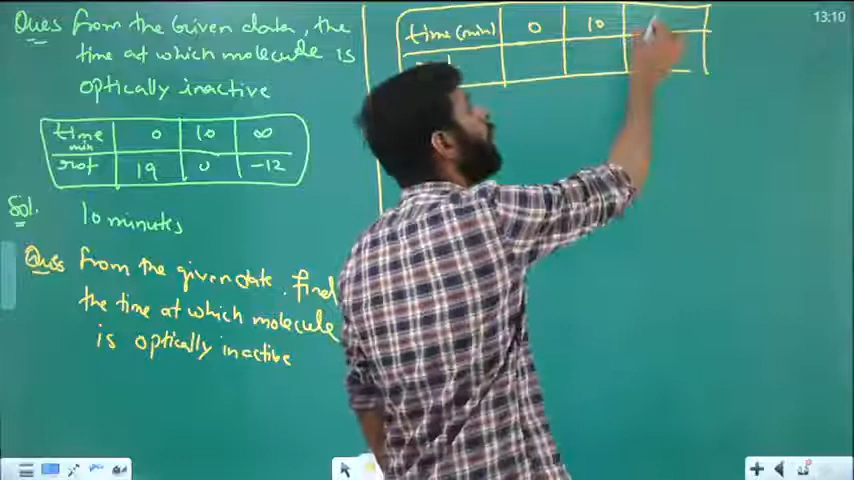 Ques from the Given data, the
time at which molecule is
optically inactive
time min 0 10 ∞
rot 19 0 -12
Sol. 10 minutes
Ques from the given date. find
the time at which molecule
is optically inactive
time (min) 0 10
13:10